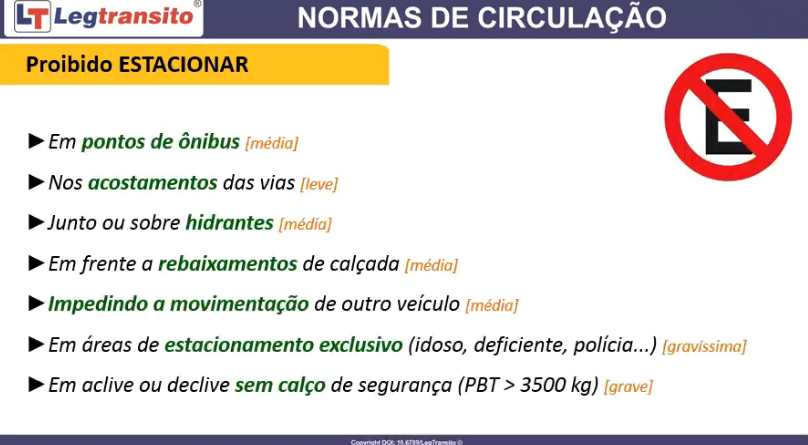 LT Legtransito®
NORMAS DE CIRCULAÇÃO
Proibido ESTACIONAR
E
►Em pontos de ônibus [média]
►Nos acostamentos das vias [leve]
►Junto ou sobre hidrantes [média]
►Em frente a rebaixamentos de calçada [média]
►Impedindo a movimentação de outro veículo [média]
►Em áreas de estacionamento exclusivo (idoso, deficiente, polícia...) [gravíssima]
►Em aclive ou declive sem calço de segurança (PBT > 3500 kg) [grave]
Copyright DOI: 10.6789/LegTransito ©